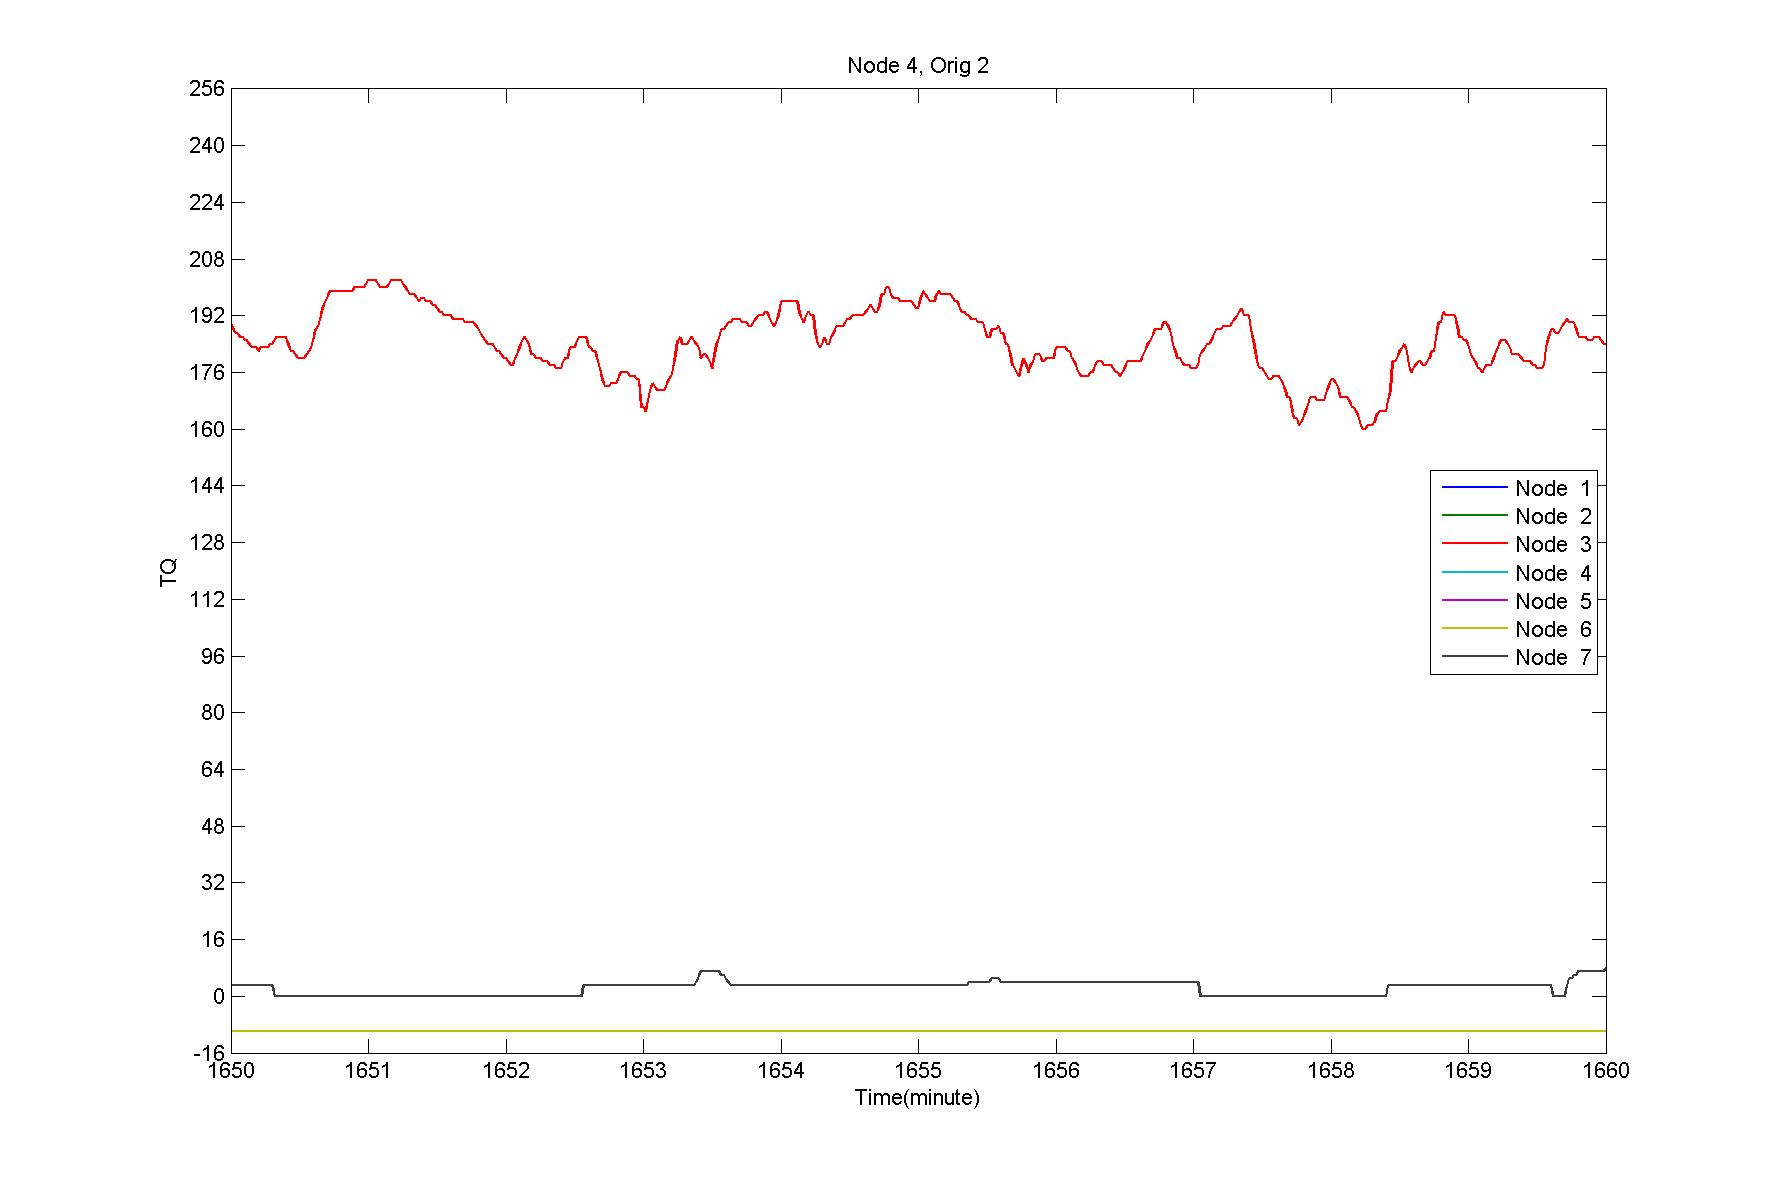 Node 4, Orig 2
256
240
224
208
192
176
160
144
128
112
96
80
64
48
32
16
0
-16
TQ
Node 1
Node 2
Node 3
Node 4
Node 5
Node 6
Node 7
1650 1651 1652 1653 1654 1655 1656 1657 1658 1659 1660
Time(minute)